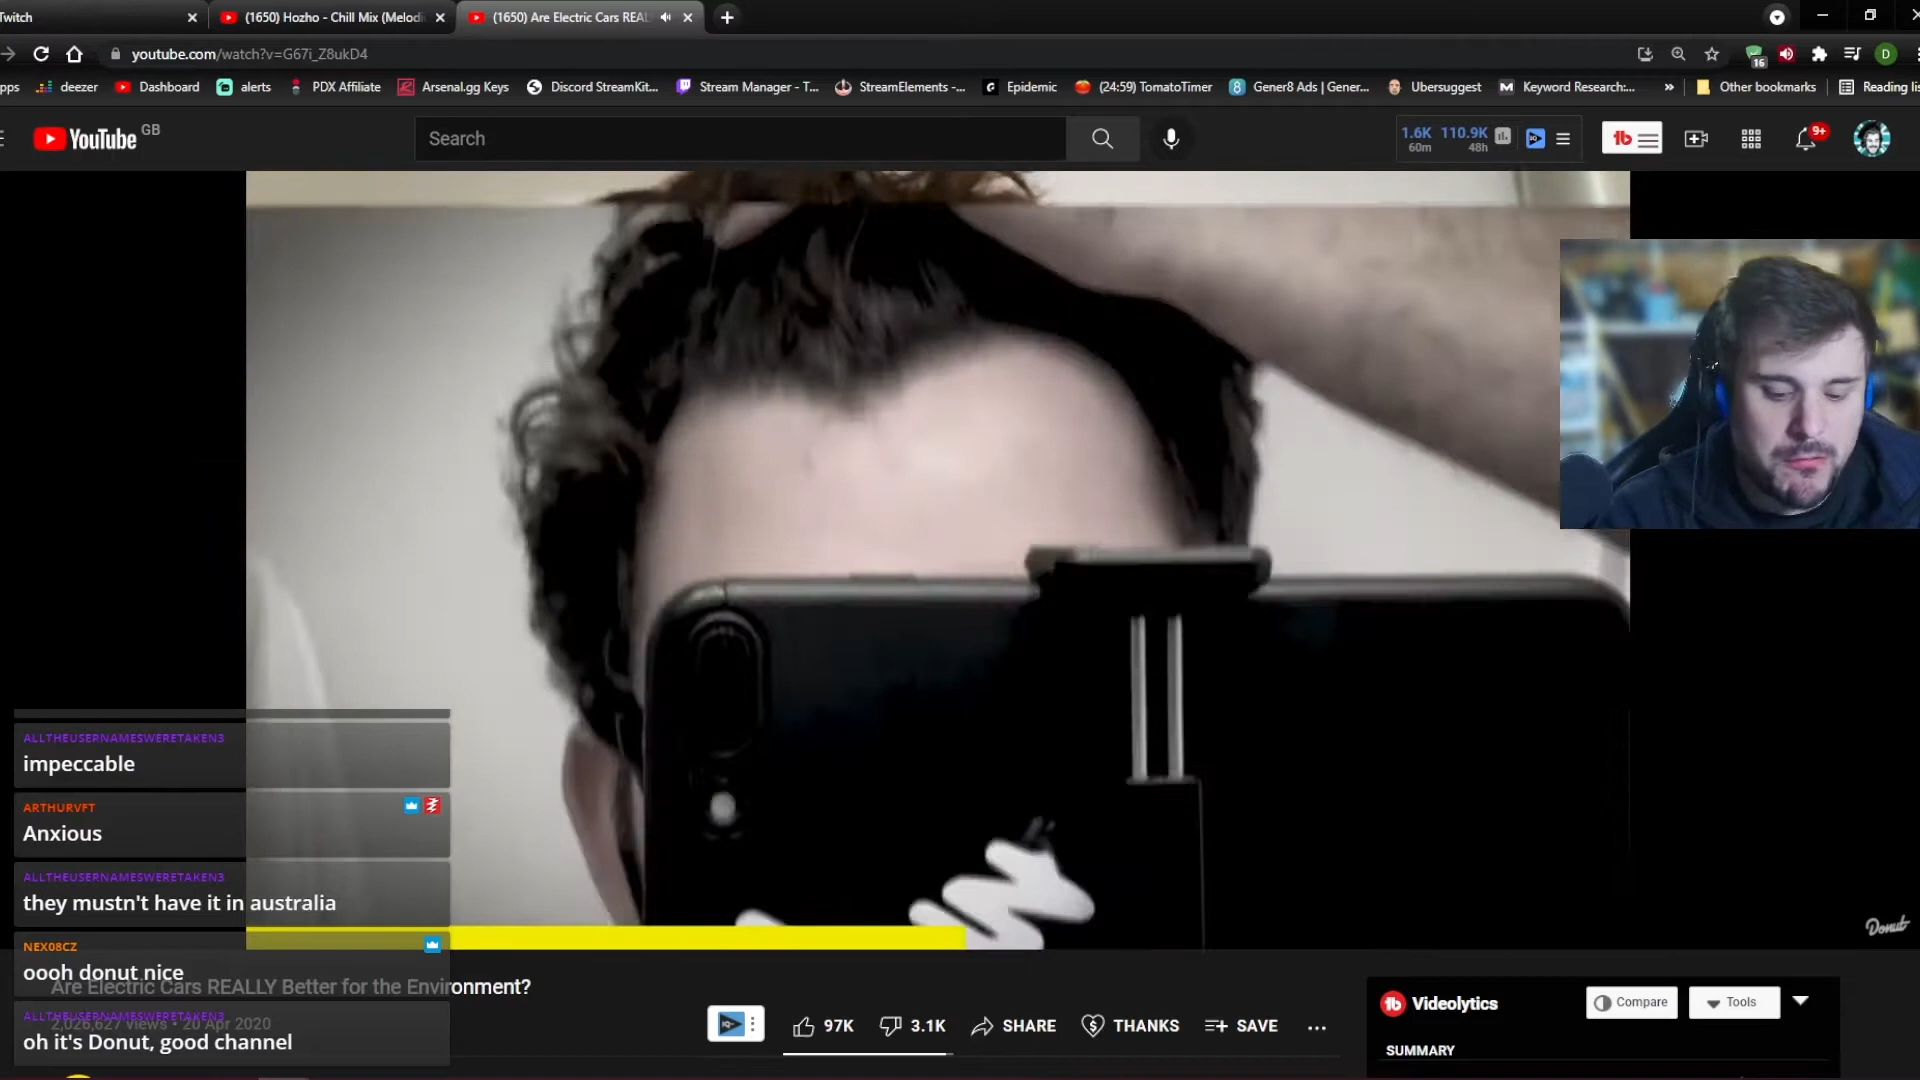 Twitch
(1650) Hozho - Chill Mix (Melodi
(1650) Are Electric Cars REAL
youtube.com/watch?v=G67i_Z8ukD4
16
D
pps
deezer
Dashboard
alerts
PDX Affiliate
Arsenal.gg Keys
Discord StreamKit...
Stream Manager - T...
StreamElements -...
Epidemic
(24:59) TomatoTimer
Gener8 Ads | Gener...
Ubersuggest
Keyword Research:...
»
Other bookmarks
Reading lis
YouTube GB
Search
1.6K 110.9K
60m 48h
9+
ALLTHEUSERNAMESWERETAKEN3
impeccable
ARTHURVFT
Anxious
ALLTHEUSERNAMESWERETAKEN3
they mustn't have it in australia
NEX08CZ
oooh donut nice
ALLTHEUSERNAMESWERETAKEN3
oh it's Donut, good channel
Donut
Are Electric Cars REALLY Better for the Environment?
2,026,627 views • 20 Apr 2020
97K
3.1K
SHARE
THANKS
SAVE
Videolytics
Compare
Tools
SUMMARY